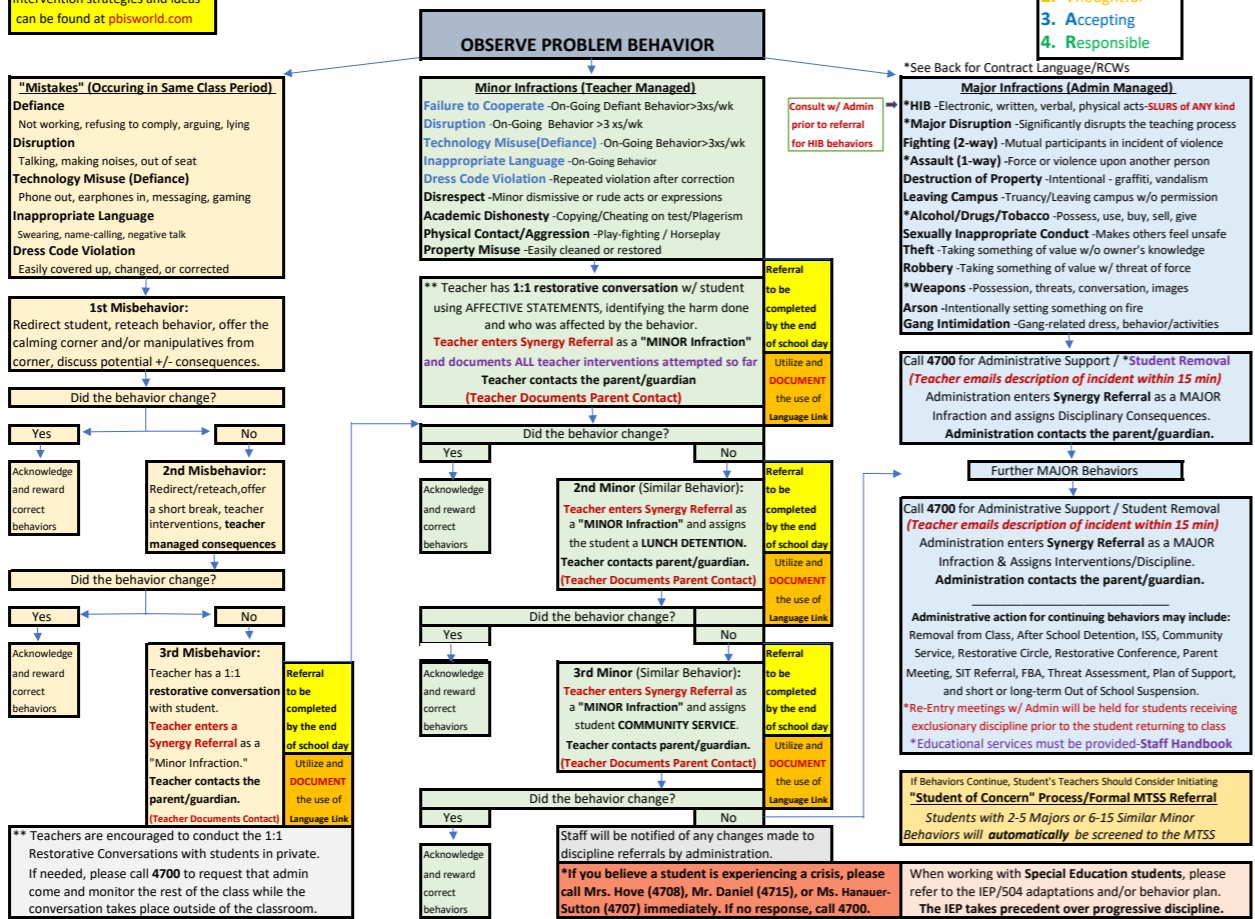 Intervention strategies and ideas
can be found at pbisworld.com
OBSERVE PROBLEM BEHAVIOR
2. Thoughtful
3. Accepting
4. Responsible
*See Back for Contract Language/RCWs
"Mistakes" (Occuring in Same Class Period)
Defiance
Not working, refusing to comply, arguing, lying
Disruption
Talking, making noises, out of seat
Technology Misuse (Defiance)
Phone out, earphones in, messaging, gaming
Inappropriate Language
Swearing, name-calling, negative talk
Dress Code Violation
Easily covered up, changed, or corrected
1st Misbehavior:
Redirect student, reteach behavior, offer the
calming corner and/or manipulatives from
corner, discuss potential +/- consequences.
Did the behavior change?
Yes
No
Acknowledge
and reward
correct
behaviors
2nd Misbehavior:
Redirect/reteach,offer
a short break, teacher
interventions, teacher
managed consequences
Did the behavior change?
Yes
No
Acknowledge
and reward
correct
behaviors
3rd Misbehavior:
Teacher has a 1:1
restorative conversation
with student.
Teacher enters a
Synergy Referral as a
"Minor Infraction."
Teacher contacts the
parent/guardian.
(Teacher Documents Contact)
Referral
to be
completed
by the end
of school day
Utilize and
DOCUMENT
the use of
Language Link
** Teachers are encouraged to conduct the 1:1
Restorative Conversations with students in private.
If needed, please call 4700 to request that admin
come and monitor the rest of the class while the
conversation takes place outside of the classroom.
Minor Infractions (Teacher Managed)
Failure to Cooperate -On-Going Defiant Behavior>3xs/wk
Disruption -On-Going Behavior >3 xs/wk
Technology Misuse(Defiance) -On-Going Behavior>3xs/wk
Inappropriate Language -On-Going Behavior
Dress Code Violation -Repeated violation after correction
Disrespect -Minor dismissive or rude acts or expressions
Academic Dishonesty -Copying/Cheating on test/Plagerism
Physical Contact/Aggression -Play-fighting / Horseplay
Property Misuse -Easily cleaned or restored
** Teacher has 1:1 restorative conversation w/ student
using AFFECTIVE STATEMENTS, identifying the harm done
and who was affected by the behavior.
Teacher enters Synergy Referral as a "MINOR Infraction"
and documents ALL teacher interventions attempted so far
Teacher contacts the parent/guardian
(Teacher Documents Parent Contact)
Referral
to be
completed
by the end
of school day
Utilize and
DOCUMENT
the use of
Language Link
Did the behavior change?
Yes
No
Acknowledge
and reward
correct
behaviors
2nd Minor (Similar Behavior):
Teacher enters Synergy Referral as
a "MINOR Infraction" and assigns
the student a LUNCH DETENTION.
Teacher contacts parent/guardian.
(Teacher Documents Parent Contact)
Referral
to be
completed
by the end
of school day
Utilize and
DOCUMENT
the use of
Language Link
Did the behavior change?
Yes
No
Acknowledge
and reward
correct
behaviors
3rd Minor (Similar Behavior):
Teacher enters Synergy Referral as
a "MINOR Infraction" and assigns
student COMMUNITY SERVICE.
Teacher contacts parent/guardian.
(Teacher Documents Parent Contact)
Referral
to be
completed
by the end
of school day
Utilize and
DOCUMENT
the use of
Language Link
Did the behavior change?
Yes
No
Acknowledge
and reward
correct
behaviors
Staff will be notified of any changes made to
discipline referrals by administration.
*If you believe a student is experiencing a crisis, please
call Mrs. Hove (4708), Mr. Daniel (4715), or Ms. Hanauer-
Sutton (4707) immediately. If no response, call 4700.
Consult w/ Admin
prior to referral
for HIB behaviors
Major Infractions (Admin Managed)
*HIB -Electronic, written, verbal, physical acts-SLURS of ANY kind
*Major Disruption -Significantly disrupts the teaching process
Fighting (2-way) -Mutual participants in incident of violence
*Assault (1-way) -Force or violence upon another person
Destruction of Property -Intentional - graffiti, vandalism
Leaving Campus -Truancy/Leaving campus w/o permission
*Alcohol/Drugs/Tobacco -Possess, use, buy, sell, give
Sexually Inappropriate Conduct -Makes others feel unsafe
Theft -Taking something of value w/o owner's knowledge
Robbery -Taking something of value w/ threat of force
*Weapons -Possession, threats, conversation, images
Arson -Intentionally setting something on fire
Gang Intimidation -Gang-related dress, behavior/activities
Call 4700 for Administrative Support / *Student Removal
(Teacher emails description of incident within 15 min)
Administration enters Synergy Referral as a MAJOR
Infraction and assigns Disciplinary Consequences.
Administration contacts the parent/guardian.
Further MAJOR Behaviors
Call 4700 for Administrative Support / Student Removal
(Teacher emails description of incident within 15 min)
Administration enters Synergy Referral as a MAJOR
Infraction & Assigns Interventions/Discipline.
Administration contacts the parent/guardian.
Administrative action for continuing behaviors may include:
Removal from Class, After School Detention, ISS, Community
Service, Restorative Circle, Restorative Conference, Parent
Meeting, SIT Referral, FBA, Threat Assessment, Plan of Support,
and short or long-term Out of School Suspension.
*Re-Entry meetings w/ Admin will be held for students receiving
exclusionary discipline prior to the student returning to class
*Educational services must be provided-Staff Handbook
If Behaviors Continue, Student's Teachers Should Consider Initiating
"Student of Concern" Process/Formal MTSS Referral
Students with 2-5 Majors or 6-15 Similar Minor
Behaviors will automatically be screened to the MTSS
When working with Special Education students, please
refer to the IEP/504 adaptations and/or behavior plan.
The IEP takes precedent over progressive discipline.